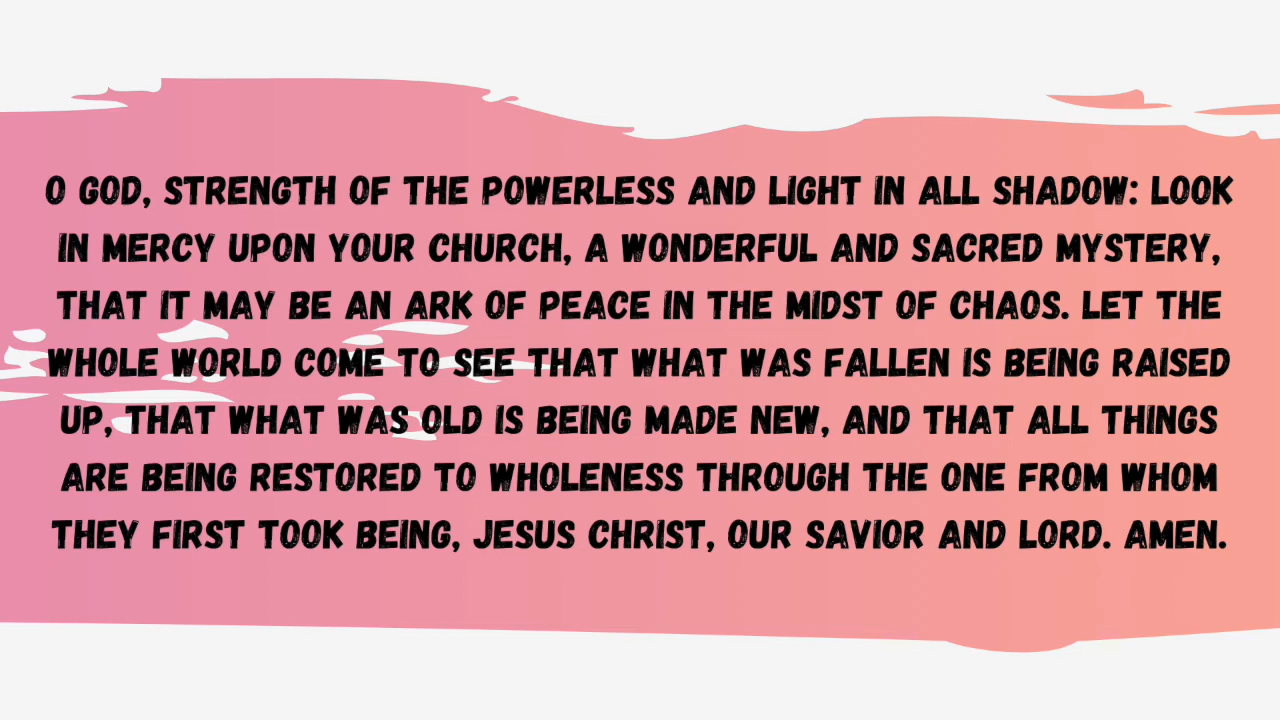 O GOD, STRENGTH OF THE POWERLESS AND LIGHT IN ALL SHADOW: LOOK
IN MERCY UPON YOUR CHURCH, A WONDERFUL AND SACRED MYSTERY,
THAT IT MAY BE AN ARK OF PEACE IN THE MIDST OF CHAOS. LET THE
WHOLE WORLD COME TO SEE THAT WHAT WAS FALLEN IS BEING RAISED
UP, THAT WHAT WAS OLD IS BEING MADE NEW, AND THAT ALL THINGS
ARE BEING RESTORED TO WHOLENESS THROUGH THE ONE FROM WHOM
THEY FIRST TOOK BEING, JESUS CHRIST, OUR SAVIOR AND LORD. AMEN.